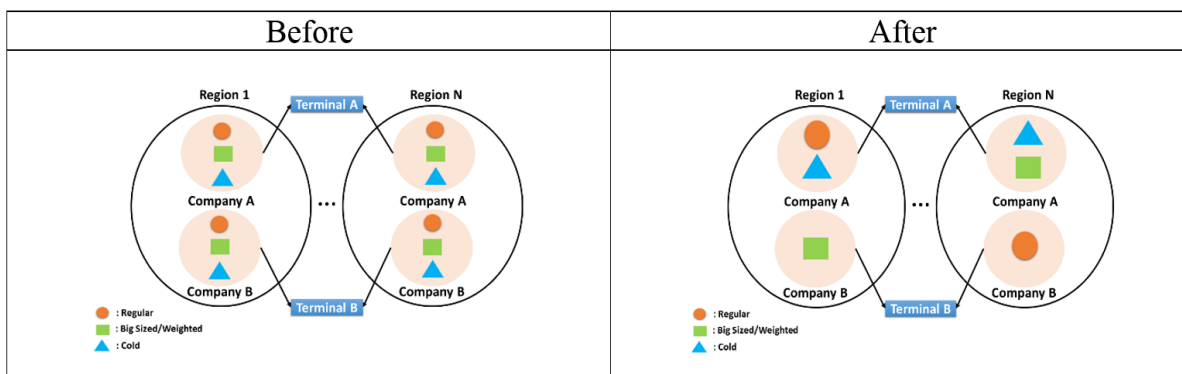 Before
Region 1
Terminal A
Region N
Company A
...
Company A
Company B
Company B
Terminal B
: Regular
: Big Sized/Weighted
: Cold
After
Region 1
Terminal A
Region N
Company A
...
Company A
Company B
Company B
Terminal B
: Regular
: Big Sized/Weighted
: Cold